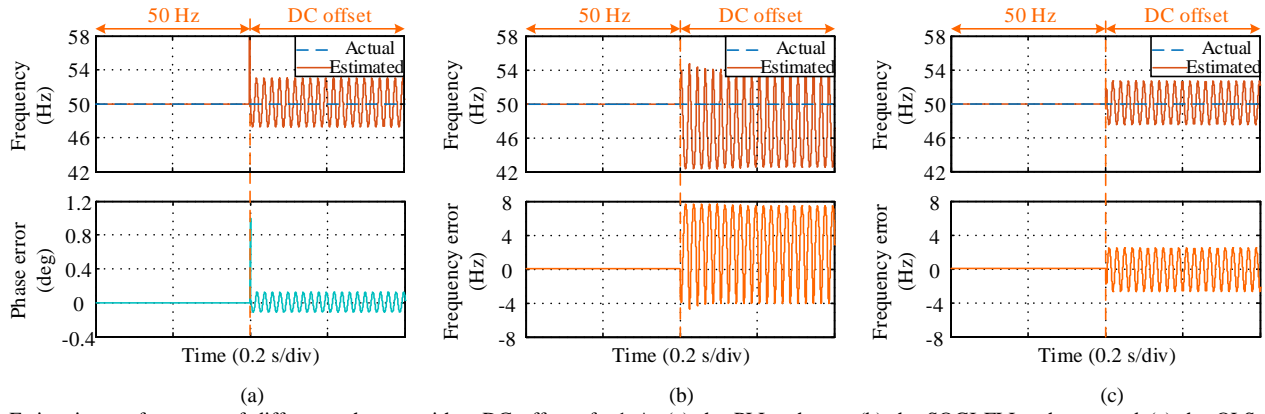 50 Hz DC offset
58
54
50
46
42
Frequency
(Hz)
Actual
Estimated
1.2
0.8
0.4
0
-0.4
Phase error
(deg)
Time (0.2 s/div)
(a)
50 Hz DC offset
58
54
50
46
42
Frequency
(Hz)
Actual
Estimated
8
4
0
-4
-8
Frequency error
(Hz)
Time (0.2 s/div)
(b)
50 Hz DC offset
58
54
50
46
42
Frequency
(Hz)
Actual
Estimated
8
4
0
-4
-8
Frequency error
(Hz)
Time (0.2 s/div)
(c)